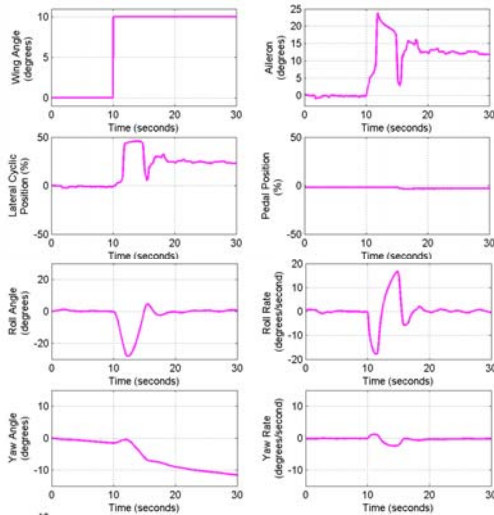 Wing Angle
(degrees)
10
5
0
0
10
20
30
Time (seconds)
Aileron
(degrees)
25
20
15
10
5
0
0
10
20
30
Time (seconds)
Lateral Cyclic
Position (%)
50
0
-50
0
10
20
30
Time (seconds)
Pedal Position
(%)
50
0
-50
0
10
20
30
Time (seconds)
Roll Angle
(degrees)
20
0
-20
0
10
20
30
Time (seconds)
Roll Rate
(degrees/second)
20
10
0
-10
-20
0
10
20
30
Time (seconds)
Yaw Angle
(degrees)
10
0
-10
0
10
20
30
Time (seconds)
Yaw Rate
(degrees/second)
10
0
-10
0
10
20
30
Time (seconds)